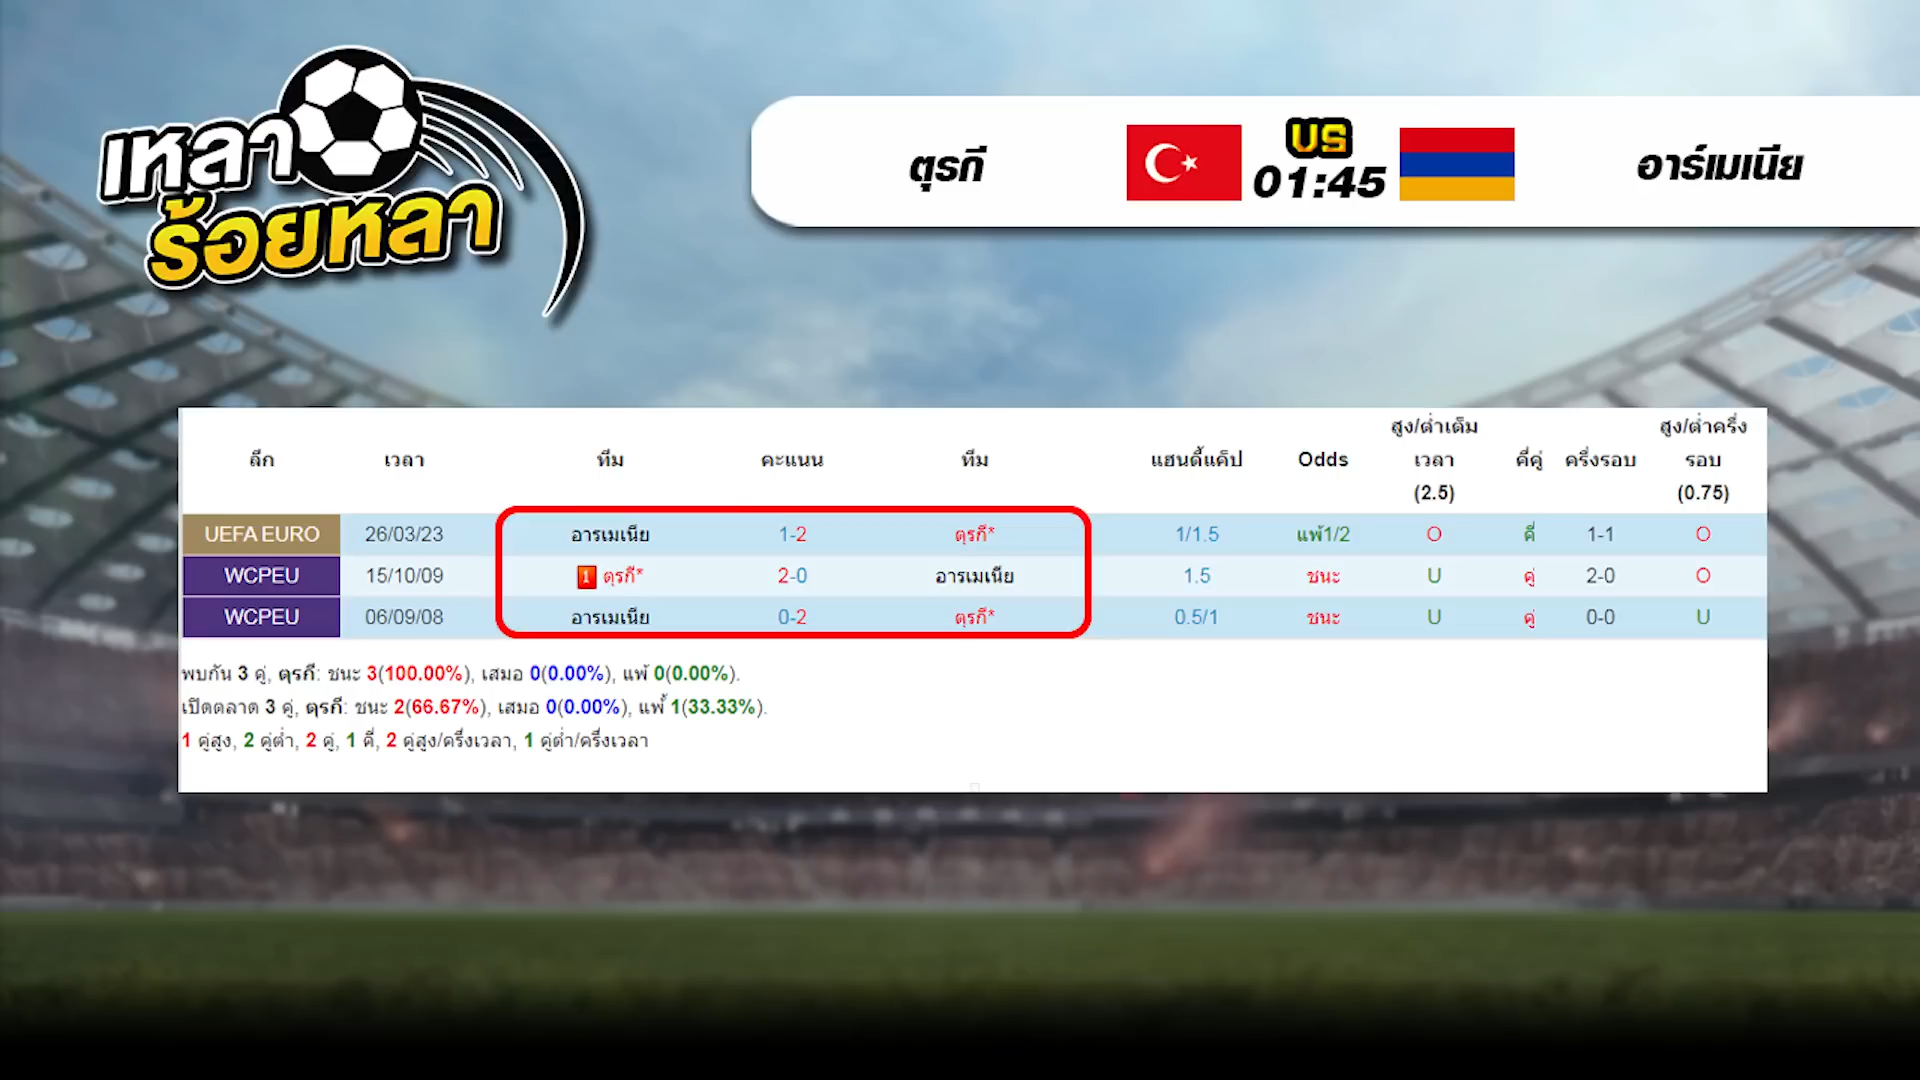 เหลา
ร้อยหลา
ตุรกี VS อาร์เมเนีย
01:45
ลีก เวลา ทีม คะแนน ทีม แฮนดี้แค็ป Odds สูง/ต่ำเต็มเวลา (2.5) คี่คู่ ครึ่งรอบ สูง/ต่ำครึ่งรอบ (0.75)
UEFA EURO 26/03/23 อารเมเนีย 1-2 ตุรกี* 1/1.5 แพ้1/2 O คี่ 1-1 O
WCPEU 15/10/09 1 ตุรกี* 2-0 อารเมเนีย 1.5 ชนะ U คู่ 2-0 O
WCPEU 06/09/08 อารเมเนีย 0-2 ตุรกี* 0.5/1 ชนะ U คู่ 0-0 U
พบกัน 3 คู่, ตุรกี: ชนะ 3(100.00%), เสมอ 0(0.00%), แพ้ 0(0.00%).
เปิดตลาด 3 คู่, ตุรกี: ชนะ 2(66.67%), เสมอ 0(0.00%), แพ้ 1(33.33%).
1 คู่สูง, 2 คู่ต่ำ, 2 คู่, 1 คี่, 2 คู่สูง/ครึ่งเวลา, 1 คู่ต่ำ/ครึ่งเวลา